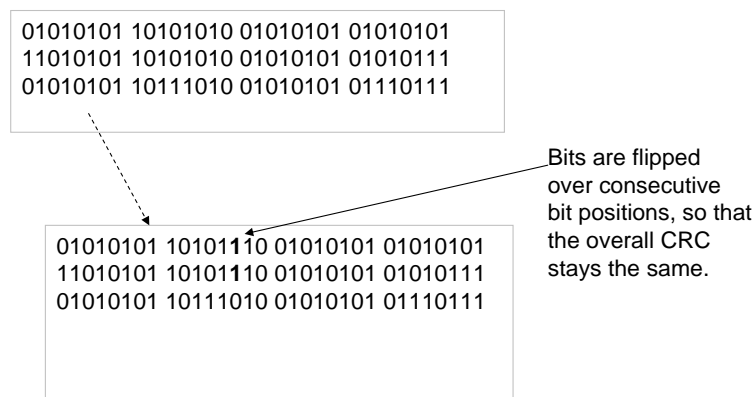 01010101 10101010 01010101 01010101
11010101 10101010 01010101 01010111
01010101 10111010 01010101 01110111
Bits are flipped
over consecutive
bit positions, so that
the overall CRC
stays the same.
01010101 10101110 01010101 01010101
11010101 10101110 01010101 01010111
01010101 10111010 01010101 01110111